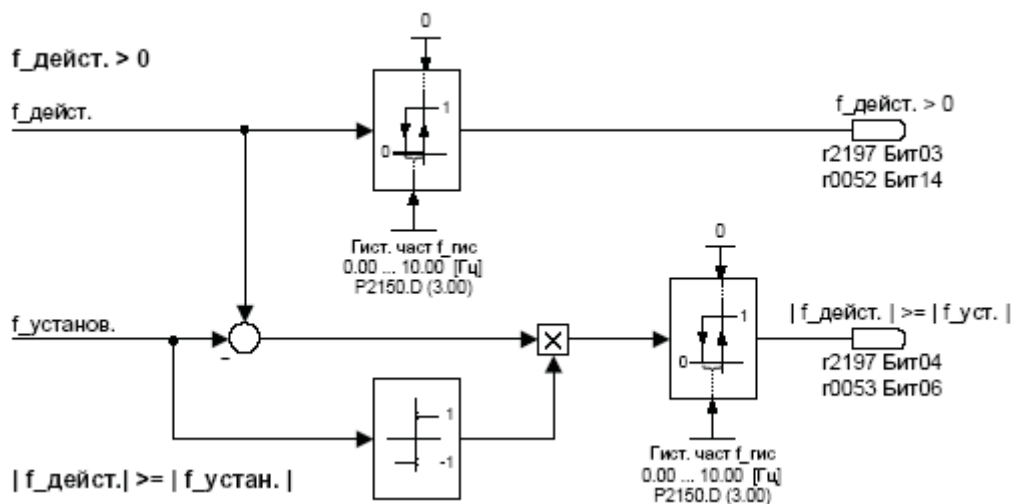 0
f_дейст. > 0
f_дейст.
1
0
f_дейст. > 0
r2197 Бит03
r0052 Бит14
Гист. част f_гис
0.00 ... 10.00 [Гц]
P2150.D (3.00)
0
f_установ.
–
1
0
| f_дейст. | >= | f_уст. |
r2197 Бит04
r0053 Бит06
1
-1
Гист. част f_гис
0.00 ... 10.00 [Гц]
P2150.D (3.00)
| f_дейст.| >= | f_устан. |